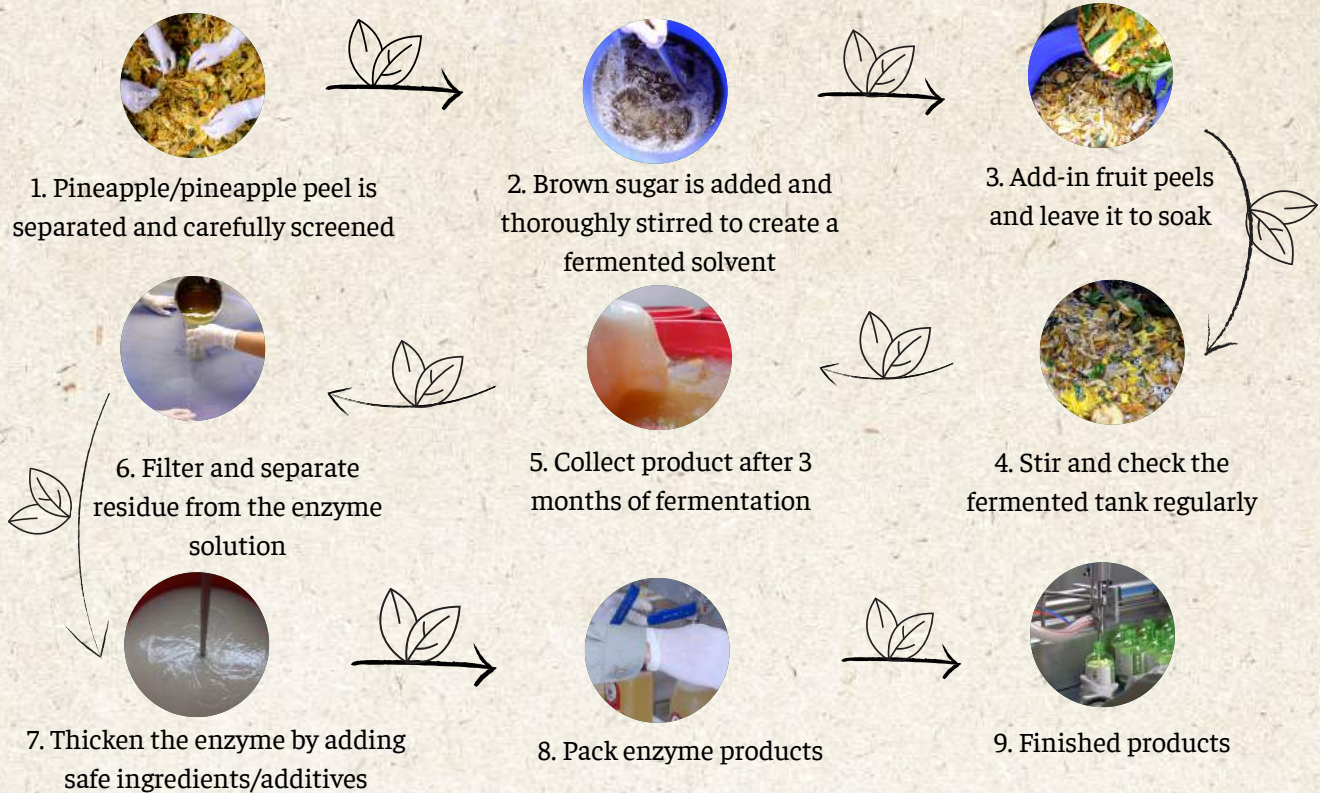 1. Pineapple/pineapple peel is
separated and carefully screened
2. Brown sugar is added and
thoroughly stirred to create a
fermented solvent
3. Add-in fruit peels
and leave it to soak
4. Stir and check the
fermented tank regularly
5. Collect product after 3
months of fermentation
6. Filter and separate
residue from the enzyme
solution
7. Thicken the enzyme by adding
safe ingredients/additives
8. Pack enzyme products
9. Finished products